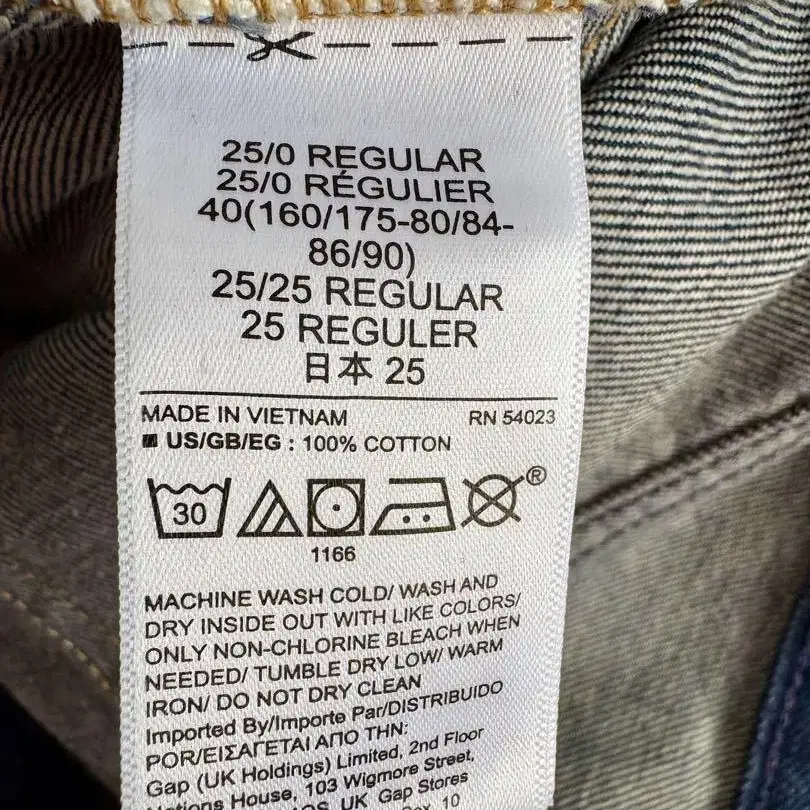 25/0 REGULAR
25/0 RÉGULIER
40(160/175-80/84-
86/90)
25/25 REGULAR
25 REGULER
日本 25
MADE IN VIETNAM RN 54023
US/GB/EG : 100% COTTON
30
®
1166
MACHINE WASH COLD/ WASH AND
DRY INSIDE OUT WITH LIKE COLORS/
ONLY NON-CHLORINE BLEACH WHEN
NEEDED/ TUMBLE DRY LOW/ WARM
IRON/ DO NOT DRY CLEAN
Imported By/Importe Par/DISTRIBUIDO
POR/ΕΙΣΑΓΕΤΑΙ ΑΠΟ ΤΗΝ:
Gap (UK Holdings) Limited, 2nd Floor
House, 103 Wigmore Street,
UK Gap Stores
10